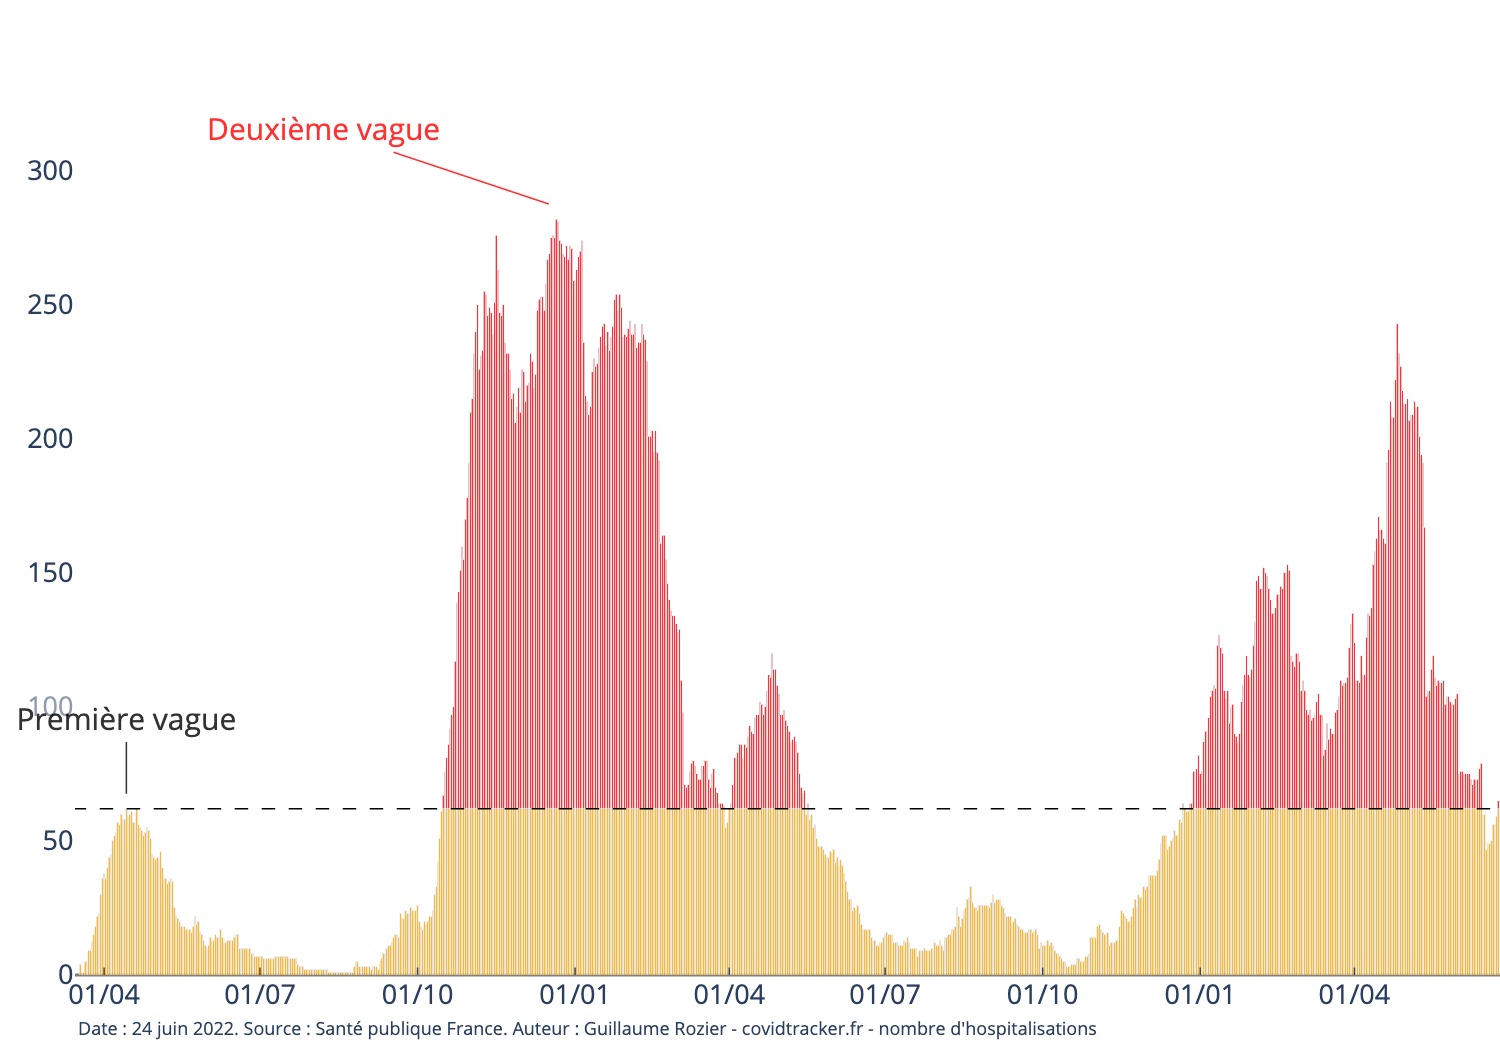 Deuxième vague
300
250
200
150
100
Première vague
50
0
01/04 01/07 01/10 01/01 01/04 01/07 01/10 01/01 01/04
Date : 24 juin 2022. Source : Santé publique France. Auteur : Guillaume Rozier - covidtracker.fr - nombre d'hospitalisations